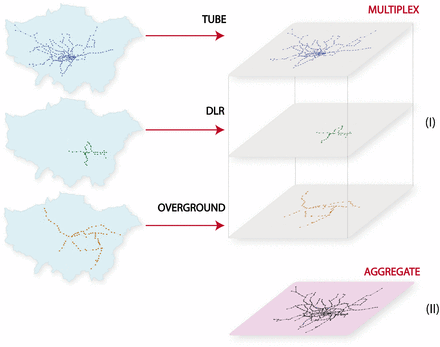 TUBE
MULTIPLEX
DLR
(I)
OVERGROUND
AGGREGATE
(II)